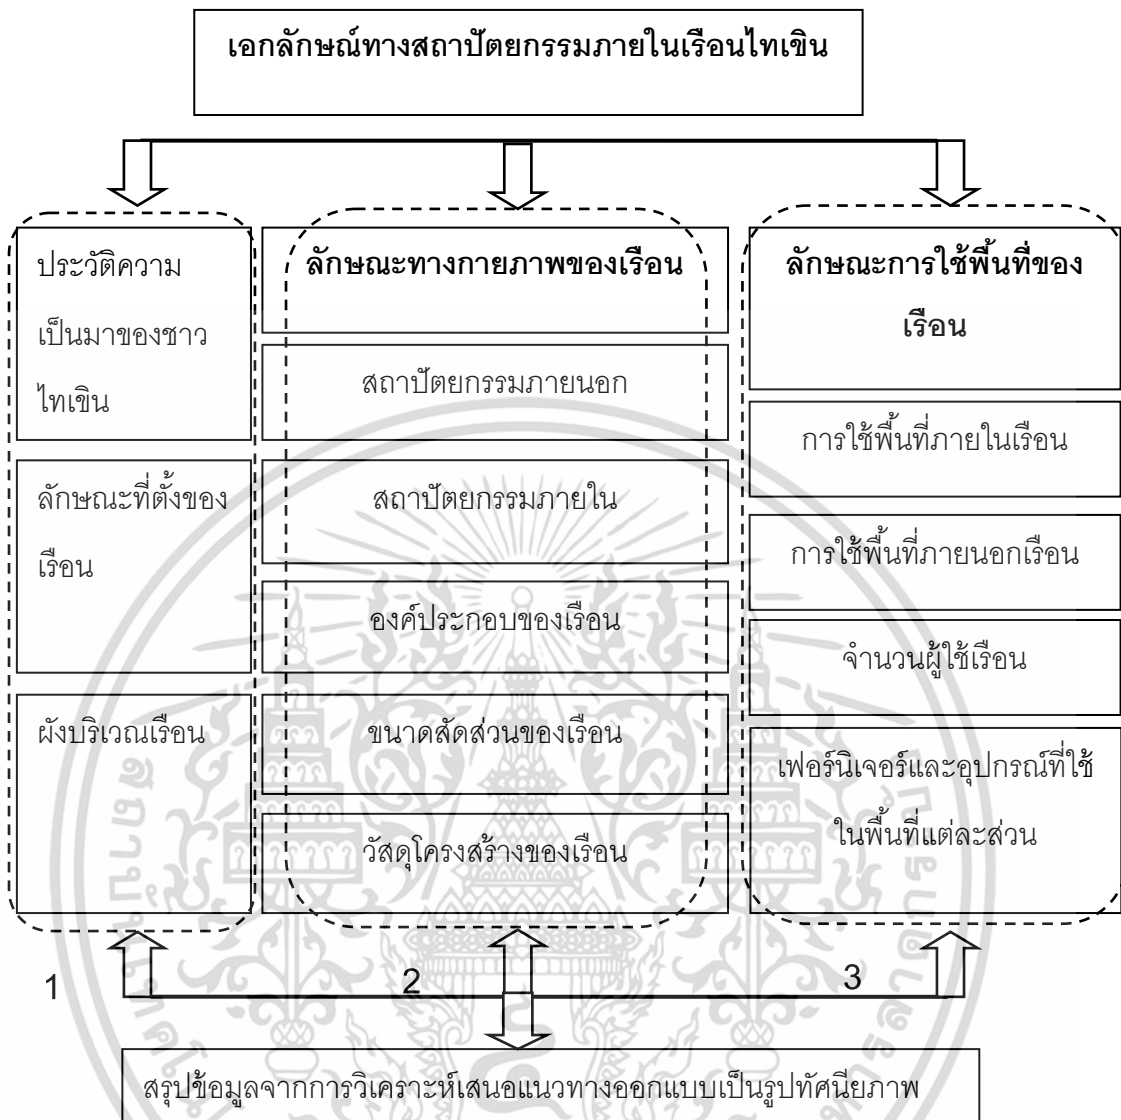 เอกลักษณ์ทางสถาปัตยกรรมภายในเรือนไทเขิน
ประวัติความ
เป็นมาของชาว
ไทเขิน
ลักษณะที่ตั้งของ
เรือน
ผังบริเวณเรือน
ลักษณะทางกายภาพของเรือน
สถาปัตยกรรมภายนอก
สถาปัตยกรรมภายใน
องค์ประกอบของเรือน
ขนาดสัดส่วนของเรือน
วัสดุโครงสร้างของเรือน
ลักษณะการใช้พื้นที่ของ
เรือน
การใช้พื้นที่ภายในเรือน
การใช้พื้นที่ภายนอกเรือน
จำนวนผู้ใช้เรือน
เฟอร์นิเจอร์และอุปกรณ์ที่ใช้
ในพื้นที่แต่ละส่วน
1
2
3
สรุปข้อมูลจากการวิเคราะห์เสนอแนวทางออกแบบเป็นรูปทัศนียภาพ